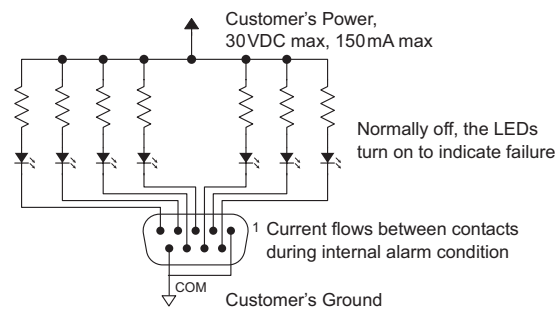 Customer's Power,
30VDC max, 150mA max
Normally off, the LEDs
turn on to indicate failure
1 Current flows between contacts
during internal alarm condition
COM
Customer's Ground